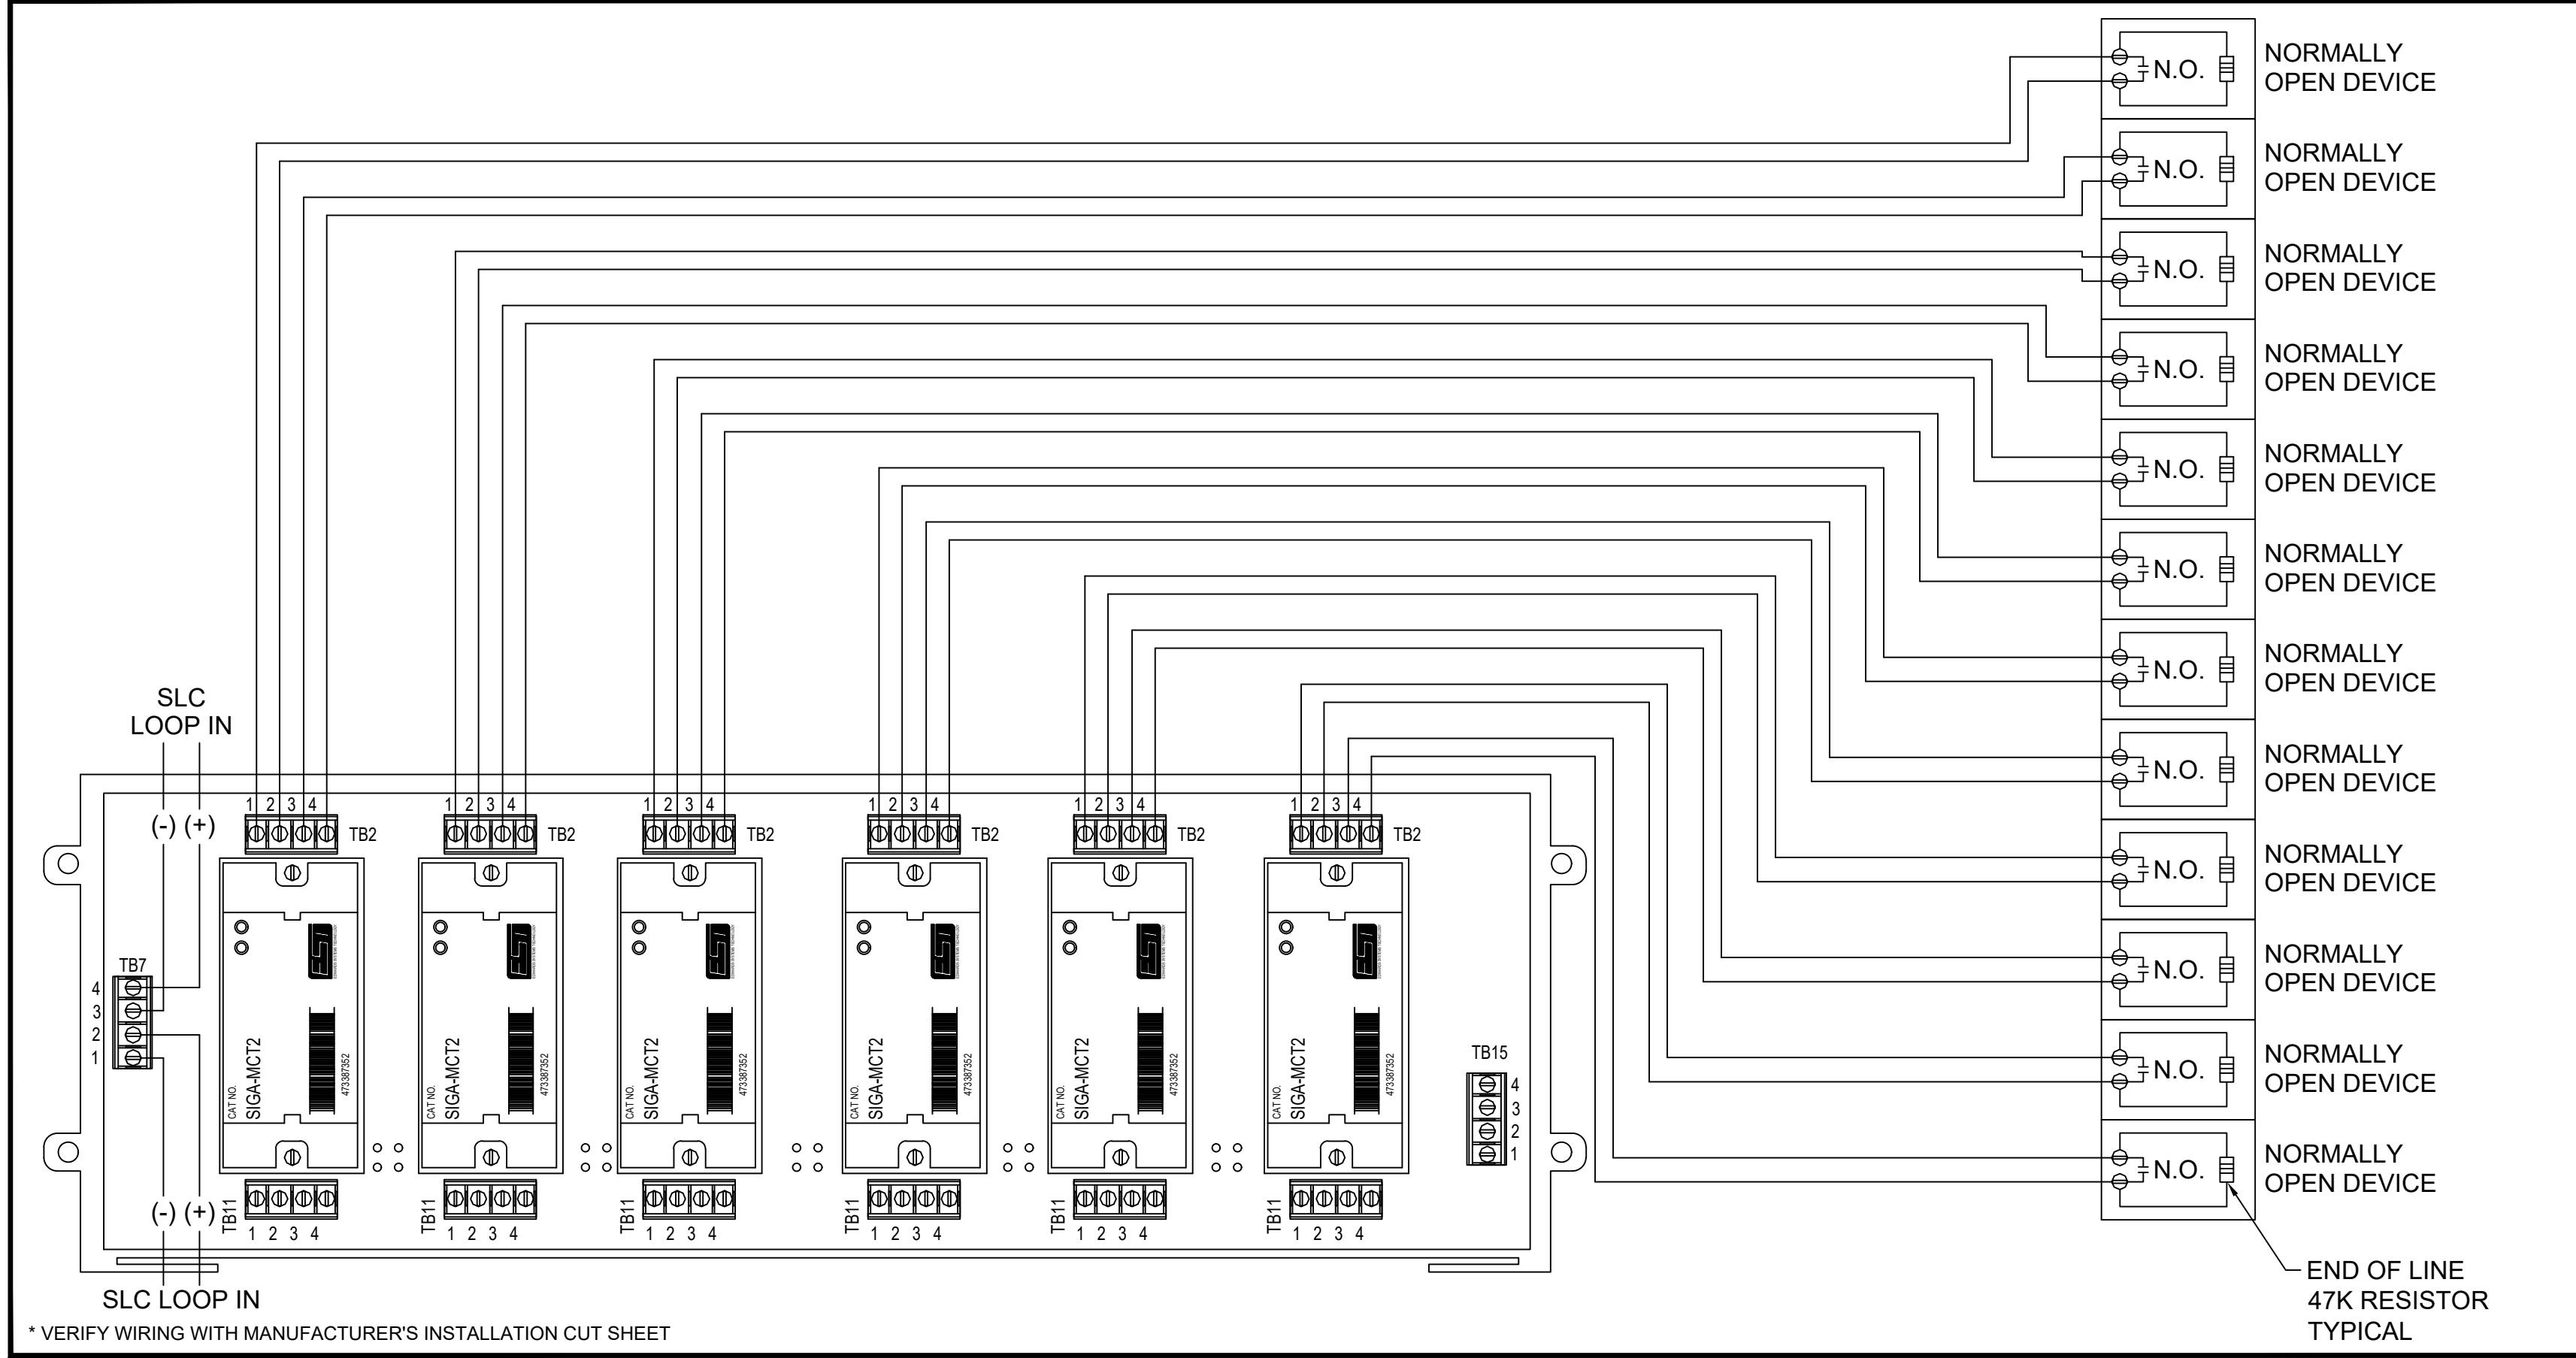 NORMALLY
OPEN DEVICE
N.O.
NORMALLY
OPEN DEVICE
N.O.
NORMALLY
OPEN DEVICE
N.O.
NORMALLY
OPEN DEVICE
N.O.
NORMALLY
OPEN DEVICE
N.O.
NORMALLY
OPEN DEVICE
N.O.
NORMALLY
OPEN DEVICE
N.O.
NORMALLY
OPEN DEVICE
N.O.
NORMALLY
OPEN DEVICE
N.O.
NORMALLY
OPEN DEVICE
N.O.
NORMALLY
OPEN DEVICE
N.O.
NORMALLY
OPEN DEVICE
N.O.
END OF LINE
47K RESISTOR
TYPICAL
SLC
LOOP IN
(-) (+)
1 2 3 4
TB2
1 2 3 4
TB2
1 2 3 4
TB2
1 2 3 4
TB2
1 2 3 4
TB2
1 2 3 4
TB2
TB7
4
3
2
1
CAT NO.
SIGA-MCT2
473387352
CAT NO.
SIGA-MCT2
473387352
CAT NO.
SIGA-MCT2
473387352
CAT NO.
SIGA-MCT2
473387352
CAT NO.
SIGA-MCT2
473387352
CAT NO.
SIGA-MCT2
473387352
TB15
4
3
2
1
(-) (+)
TB11
1 2 3 4
TB11
1 2 3 4
TB11
1 2 3 4
TB11
1 2 3 4
TB11
1 2 3 4
TB11
1 2 3 4
SLC LOOP IN
* VERIFY WIRING WITH MANUFACTURER'S INSTALLATION CUT SHEET